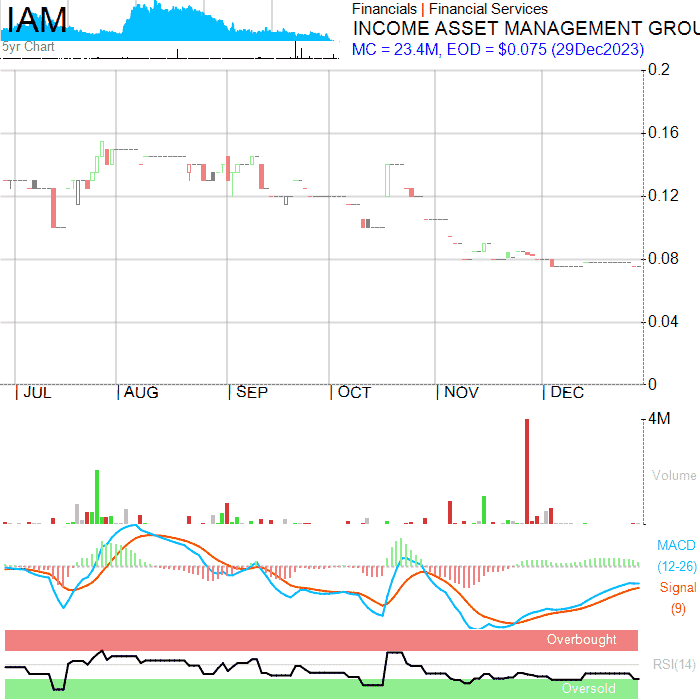 IAM
5yr Chart
Financials | Financial Services
INCOME ASSET MANAGEMENT GROU
MC = 23.4M, EOD = $0.075 (29Dec2023)
0.2
0.16
0.12
0.08
0.04
0
JUL AUG SEP OCT NOV DEC
4M
Volume
MACD
(12-26)
Signal
(9)
Overbought
RSI(14)
Oversold